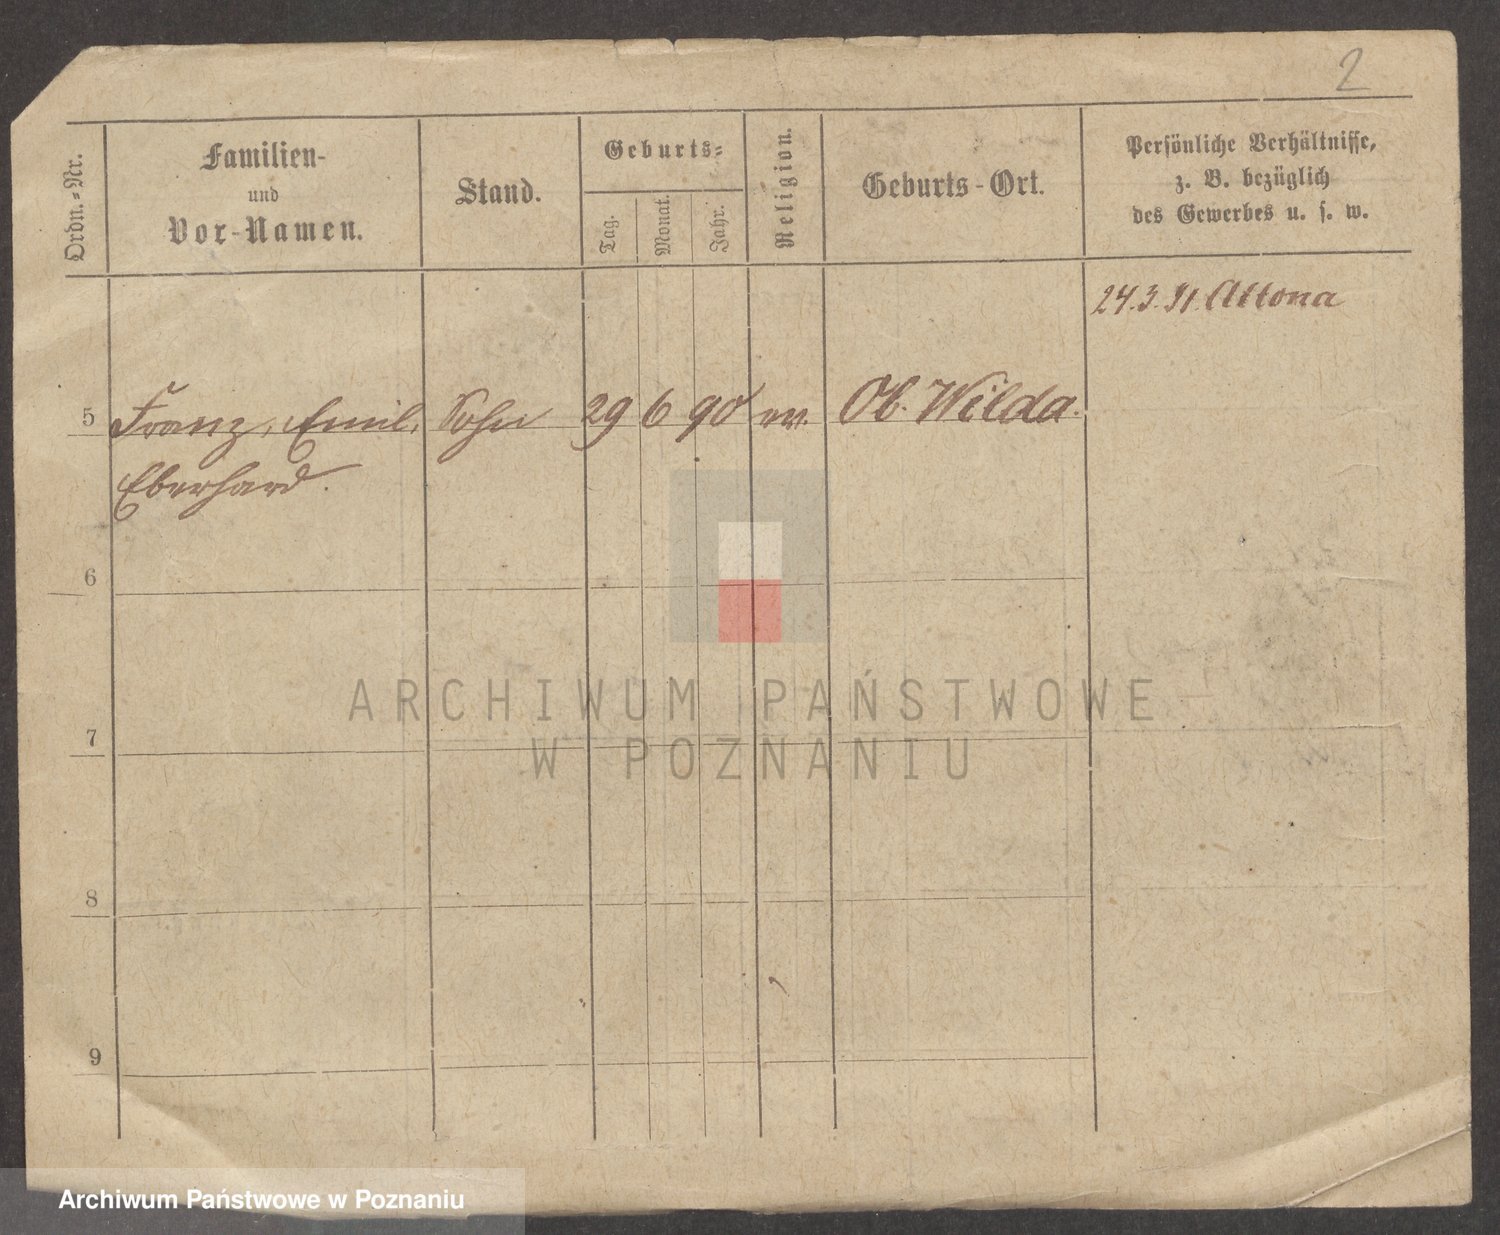 2
Ordn.-Nr.
Familien-
und
Vor-Namen.
Stand.
Geburts-
Tag.
Monat.
Jahr.
Religion.
Geburts-Ort.
Persönliche Verhältnisse,
z. B. bezüglich
des Gewerbes u. s. w.
24.3.91. Altona
5 Franz, Emil, Sohn 29 6 90 ev. Ob. Wilda.
Eberhard.
6
ARCHIWUM PAŃSTWOWE
7
W POZNANIU
8
9
Archiwum Państwowe w Poznaniu